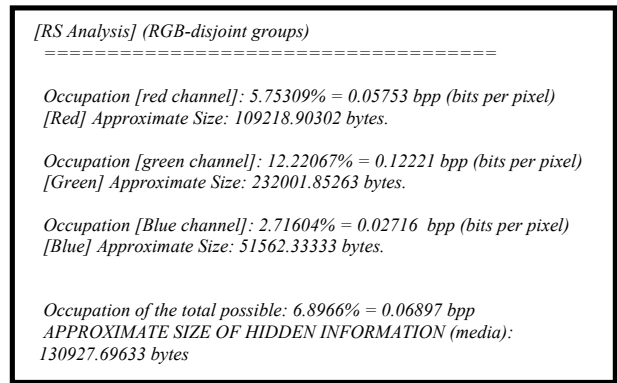 [RS Analysis] (RGB-disjoint groups)
====================================
Occupation [red channel]: 5.75309% = 0.05753 bpp (bits per pixel)
[Red] Approximate Size: 109218.90302 bytes.
Occupation [green channel]: 12.22067% = 0.12221 bpp (bits per pixel)
[Green] Approximate Size: 232001.85263 bytes.
Occupation [Blue channel]: 2.71604% = 0.02716 bpp (bits per pixel)
[Blue] Approximate Size: 51562.33333 bytes.
Occupation of the total possible: 6.8966% = 0.06897 bpp
APPROXIMATE SIZE OF HIDDEN INFORMATION (media):
130927.69633 bytes